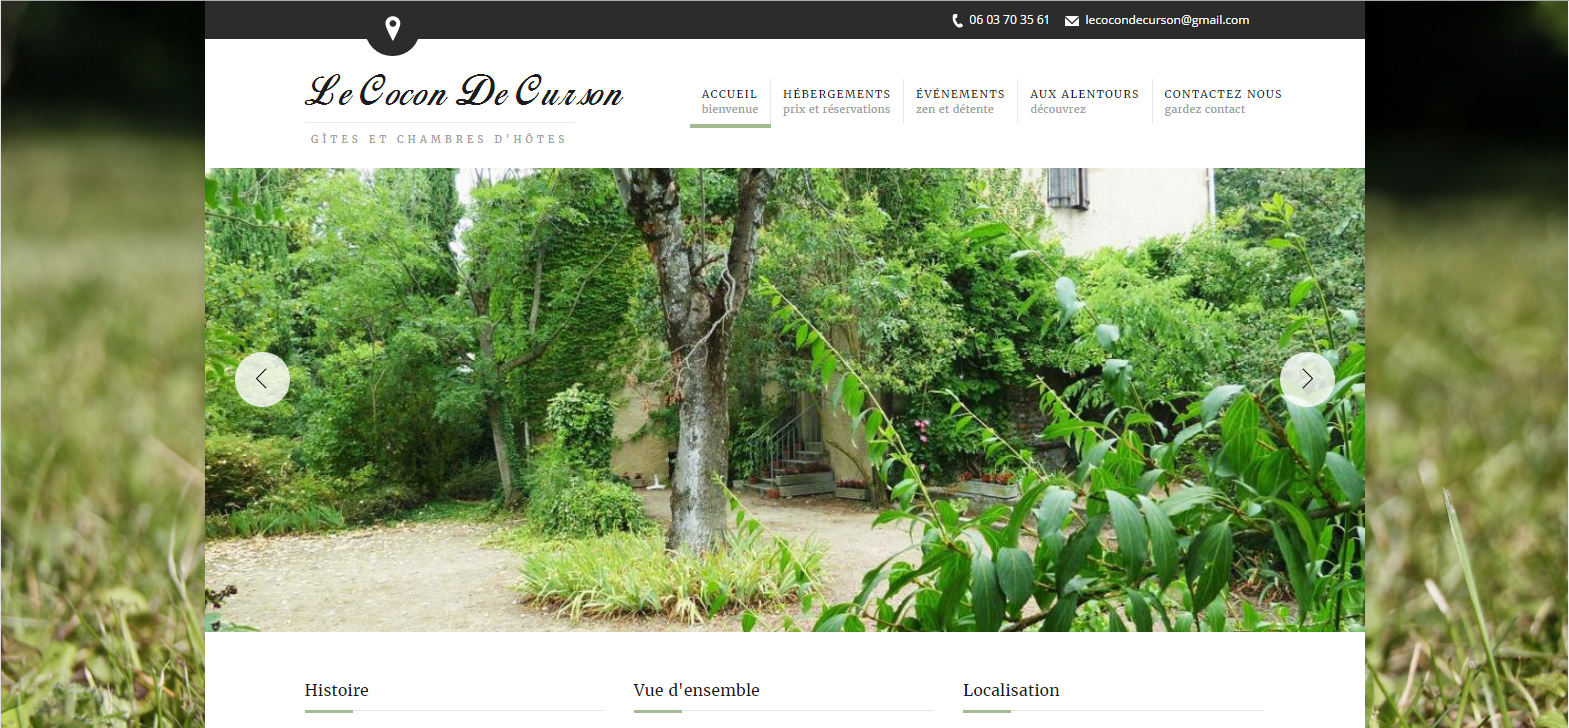 06 03 70 35 61 lecocondecurson@gmail.com
Le Cocon De Curson
GÎTES ET CHAMBRES D'HÔTES
ACCUEIL HÉBERGEMENTS ÉVÉNEMENTS AUX ALENTOURS CONTACTEZ NOUS
bienvenue prix et réservations zen et détente découvrez gardez contact
Histoire Vue d'ensemble Localisation